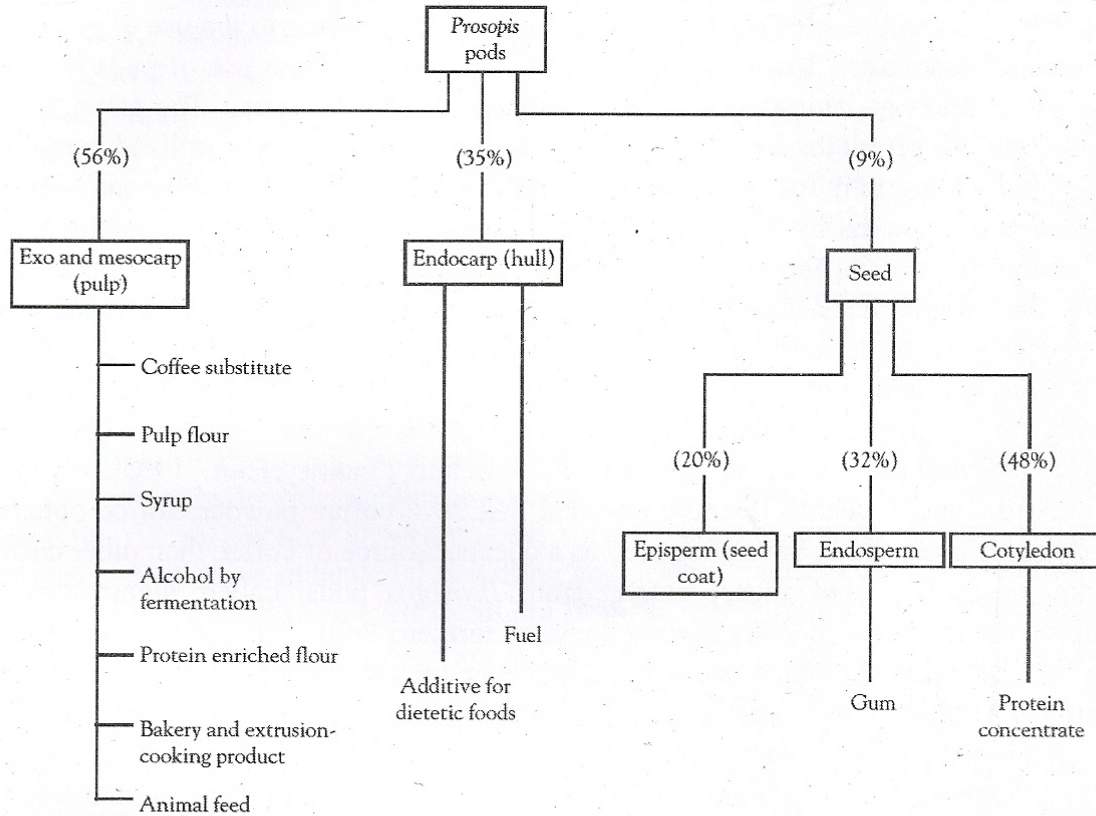 Prosopis
pods
(56%)
(35%)
(9%)
Exo and mesocarp
(pulp)
Endocarp (hull)
Seed
Coffee substitute
Pulp flour
Syrup
Alcohol by
fermentation
Protein enriched flour
Bakery and extrusion-
cooking product
Animal feed
Additive for
dietetic foods
Fuel
(20%)
(32%)
(48%)
Episperm (seed
coat)
Endosperm
Cotyledon
Gum
Protein
concentrate